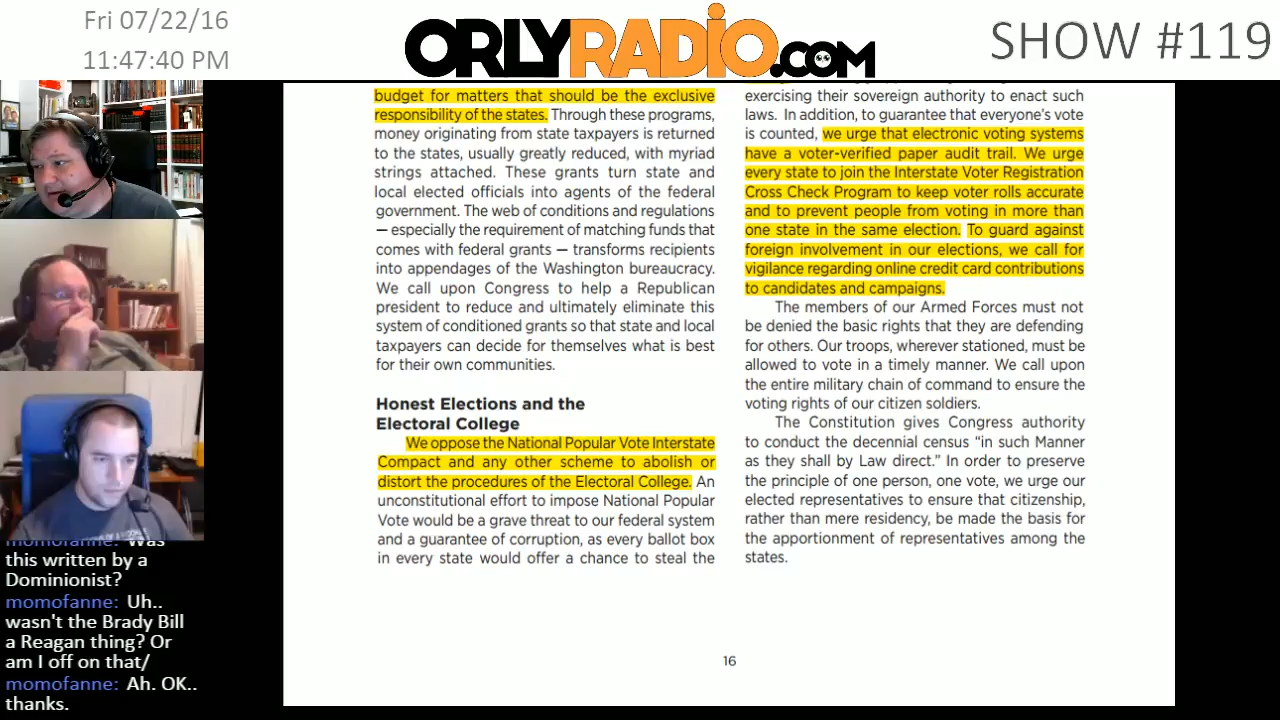 Fri 07/22/16
11:47:40 PM
ORLYRADIO.COM
SHOW #119
budget for matters that should be the exclusive
responsibility of the states. Through these programs,
money originating from state taxpayers is returned
to the states, usually greatly reduced, with myriad
strings attached. These grants turn state and
local elected officials into agents of the federal
government. The web of conditions and regulations
— especially the requirement of matching funds that
comes with federal grants — transforms recipients
into appendages of the Washington bureaucracy.
We call upon Congress to help a Republican
president to reduce and ultimately eliminate this
system of conditioned grants so that state and local
taxpayers can decide for themselves what is best
for their own communities.
Honest Elections and the
Electoral College
We oppose the National Popular Vote Interstate
Compact and any other scheme to abolish or
distort the procedures of the Electoral College. An
unconstitutional effort to impose National Popular
Vote would be a grave threat to our federal system
and a guarantee of corruption, as every ballot box
in every state would offer a chance to steal the
exercising their sovereign authority to enact such
laws. In addition, to guarantee that everyone's vote
is counted, we urge that electronic voting systems
have a voter-verified paper audit trail. We urge
every state to join the Interstate Voter Registration
Cross Check Program to keep voter rolls accurate
and to prevent people from voting in more than
one state in the same election. To guard against
foreign involvement in our elections, we call for
vigilance regarding online credit card contributions
to candidates and campaigns.
The members of our Armed Forces must not
be denied the basic rights that they are defending
for others. Our troops, wherever stationed, must be
allowed to vote in a timely manner. We call upon
the entire military chain of command to ensure the
voting rights of our citizen soldiers.
The Constitution gives Congress authority
to conduct the decennial census “in such Manner
as they shall by Law direct.” In order to preserve
the principle of one person, one vote, we urge our
elected representatives to ensure that citizenship,
rather than mere residency, be made the basis for
the apportionment of representatives among the
states.
16
momofanne: Was
this written by a
Dominionist?
momofanne: Uh..
wasn't the Brady Bill
a Reagan thing? Or
am I off on that/
momofanne: Ah. OK..
thanks.